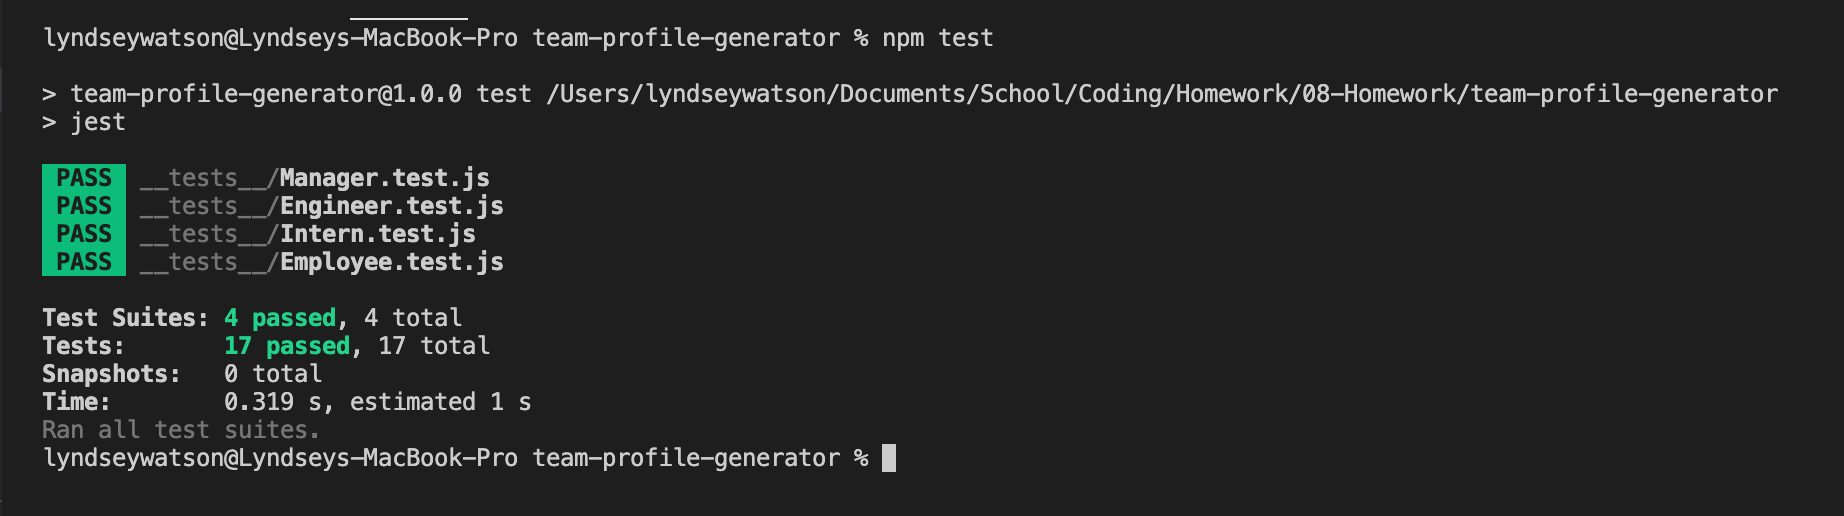 lyndseywatson@Lyndseys-MacBook-Pro team-profile-generator % npm test
> team-profile-generator@1.0.0 test /Users/lyndseywatson/Documents/School/Coding/Homework/08-Homework/team-profile-generator
> jest
PASS __tests__/Manager.test.js
PASS __tests__/Engineer.test.js
PASS __tests__/Intern.test.js
PASS __tests__/Employee.test.js
Test Suites: 4 passed, 4 total
Tests: 17 passed, 17 total
Snapshots: 0 total
Time: 0.319 s, estimated 1 s
Ran all test suites.
lyndseywatson@Lyndseys-MacBook-Pro team-profile-generator %